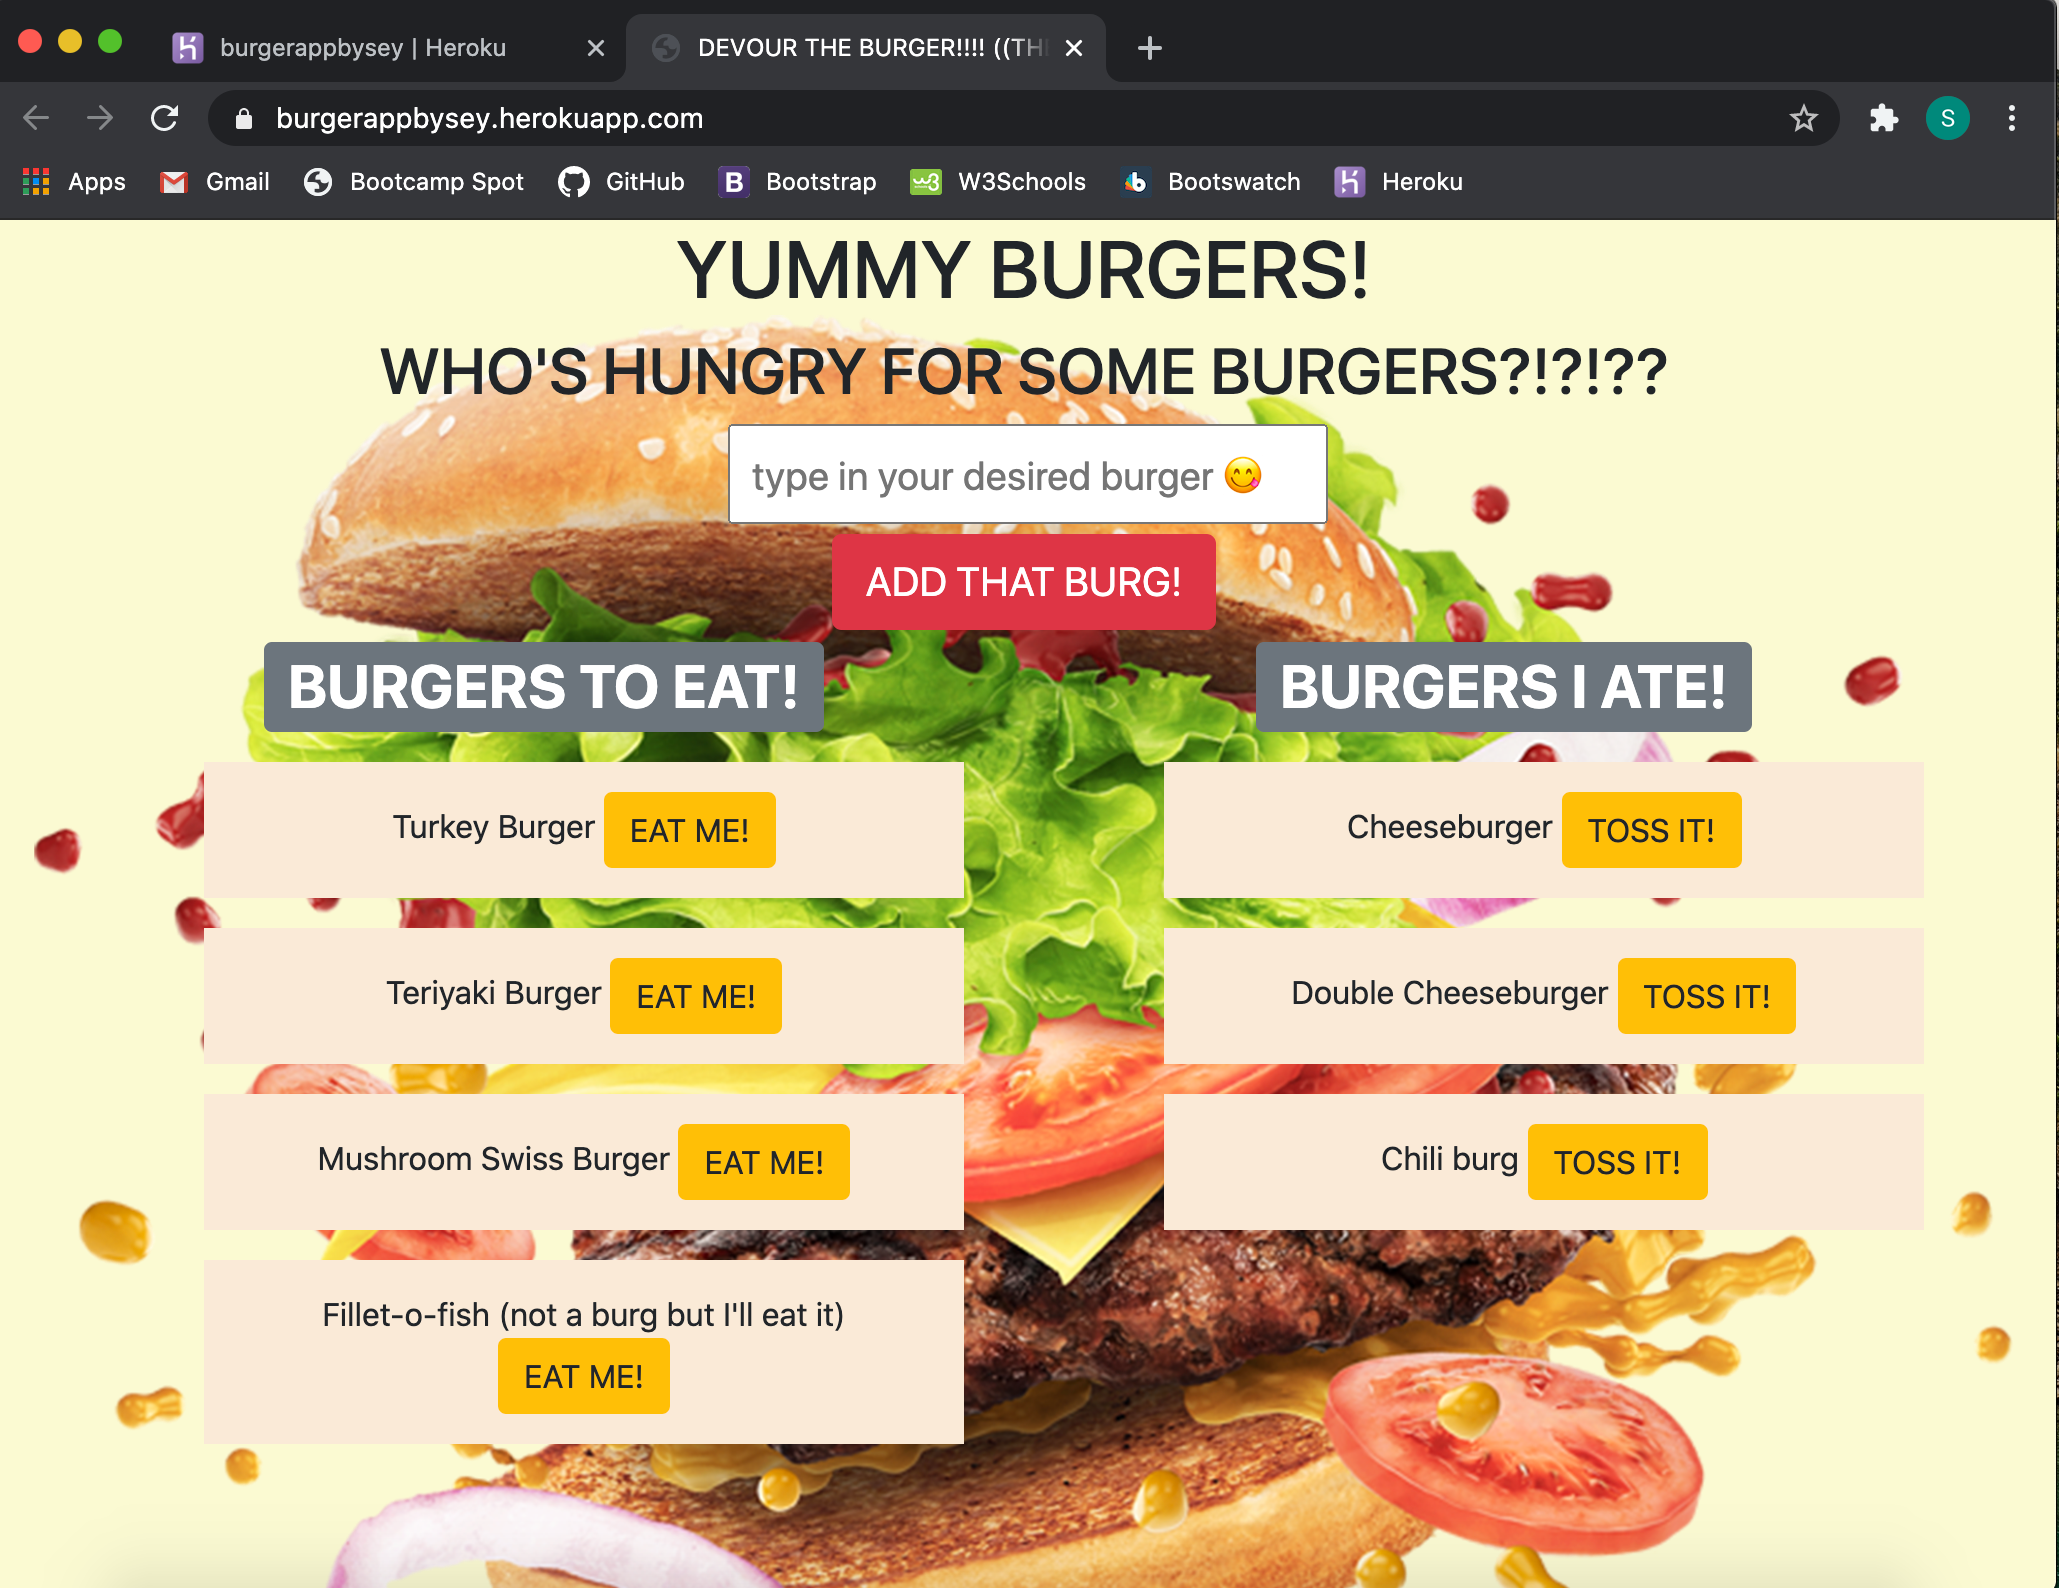 burgerappbysey | Heroku
DEVOUR THE BURGER!!!! ((TH
burgerappbysey.herokuapp.com
S
Apps Gmail Bootcamp Spot GitHub B Bootstrap W3Schools Bootswatch Heroku
YUMMY BURGERS!
WHO'S HUNGRY FOR SOME BURGERS?!?!??
type in your desired burger 😋
ADD THAT BURG!
BURGERS TO EAT!
Turkey Burger EAT ME!
Teriyaki Burger EAT ME!
Mushroom Swiss Burger EAT ME!
Fillet-o-fish (not a burg but I'll eat it)
EAT ME!
BURGERS I ATE!
Cheeseburger TOSS IT!
Double Cheeseburger TOSS IT!
Chili burg TOSS IT!